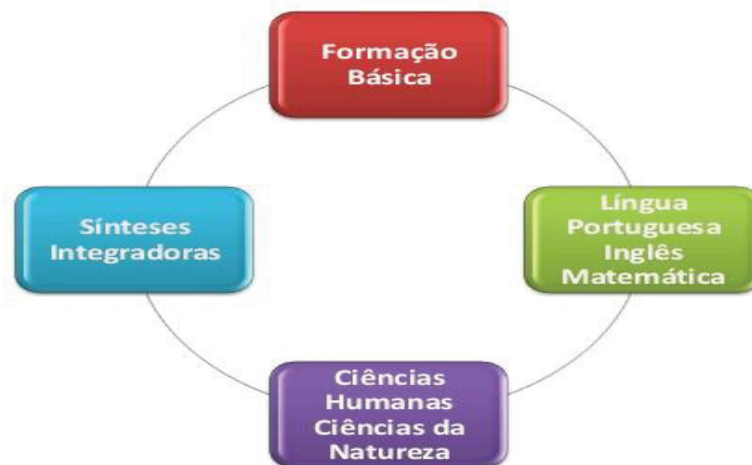 Formação
Básica
Sínteses
Integradoras
Língua
Portuguesa
Inglês
Matemática
Ciências
Humanas
Ciências da
Natureza